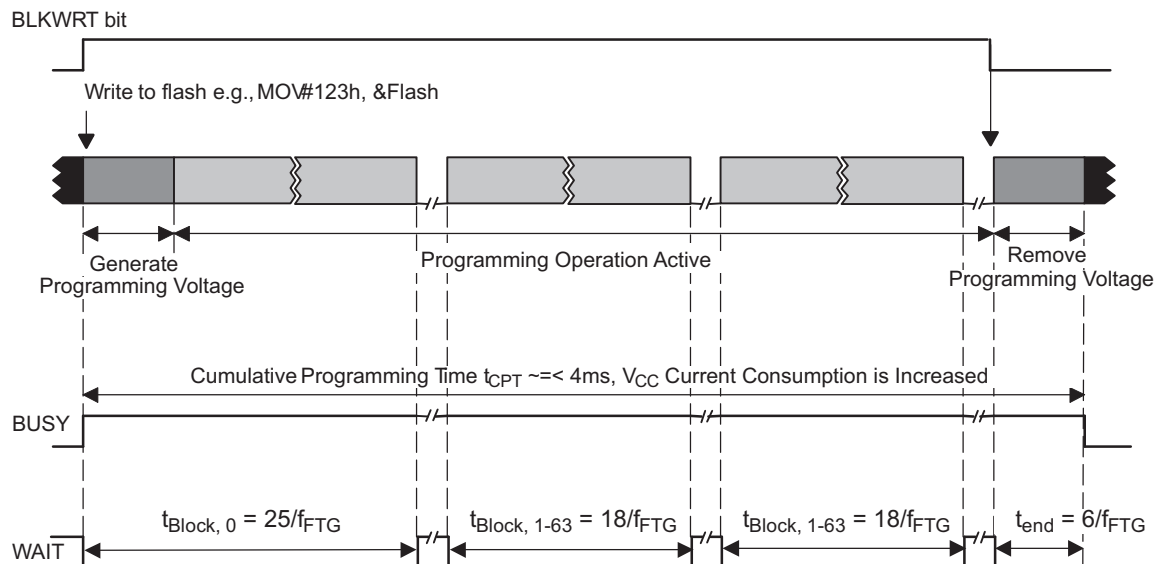 BLKWRT bit
Write to flash e.g., MOV#123h, &Flash
Generate
Programming Voltage
Programming Operation Active
Remove
Programming Voltage
Cumulative Programming Time tCPT ~=< 4ms, VCC Current Consumption is Increased
BUSY
tBlock, 0 = 25/fFTG
tBlock, 1-63 = 18/fFTG
tBlock, 1-63 = 18/fFTG
tend = 6/fFTG
WAIT